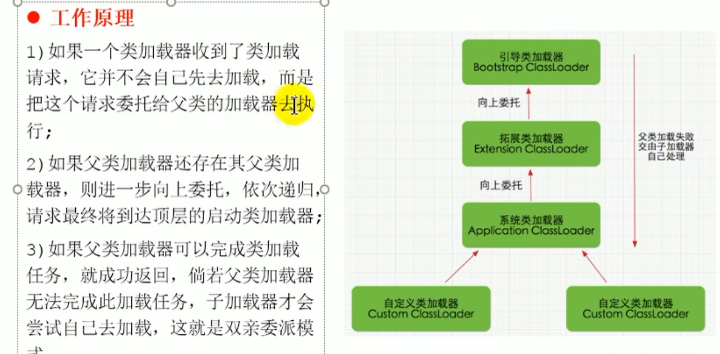 ● 工作原理
1)如果一个类加载器收到了类加载
请求，它并不会自己先去加载，而是
把这个请求委托给父类的加载器去执
行；
2)如果父类加载器还存在其父类加
载器，则进一步向上委托，依次递归，
请求最终将到达顶层的启动类加载器；
3)如果父类加载器可以完成类加载
任务，就成功返回，倘若父类加载器
无法完成此加载任务，子加载器才会
尝试自己去加载，这就是双亲委派模
式
引导类加载器
Bootstrap ClassLoader
向上委托
拓展类加载器
Extension ClassLoader
向上委托
系统类加载器
Application ClassLoader
父类加载失败
交由子加载器
自己处理
自定义类加载器
Custom ClassLoader
自定义类加载器
Custom ClassLoader